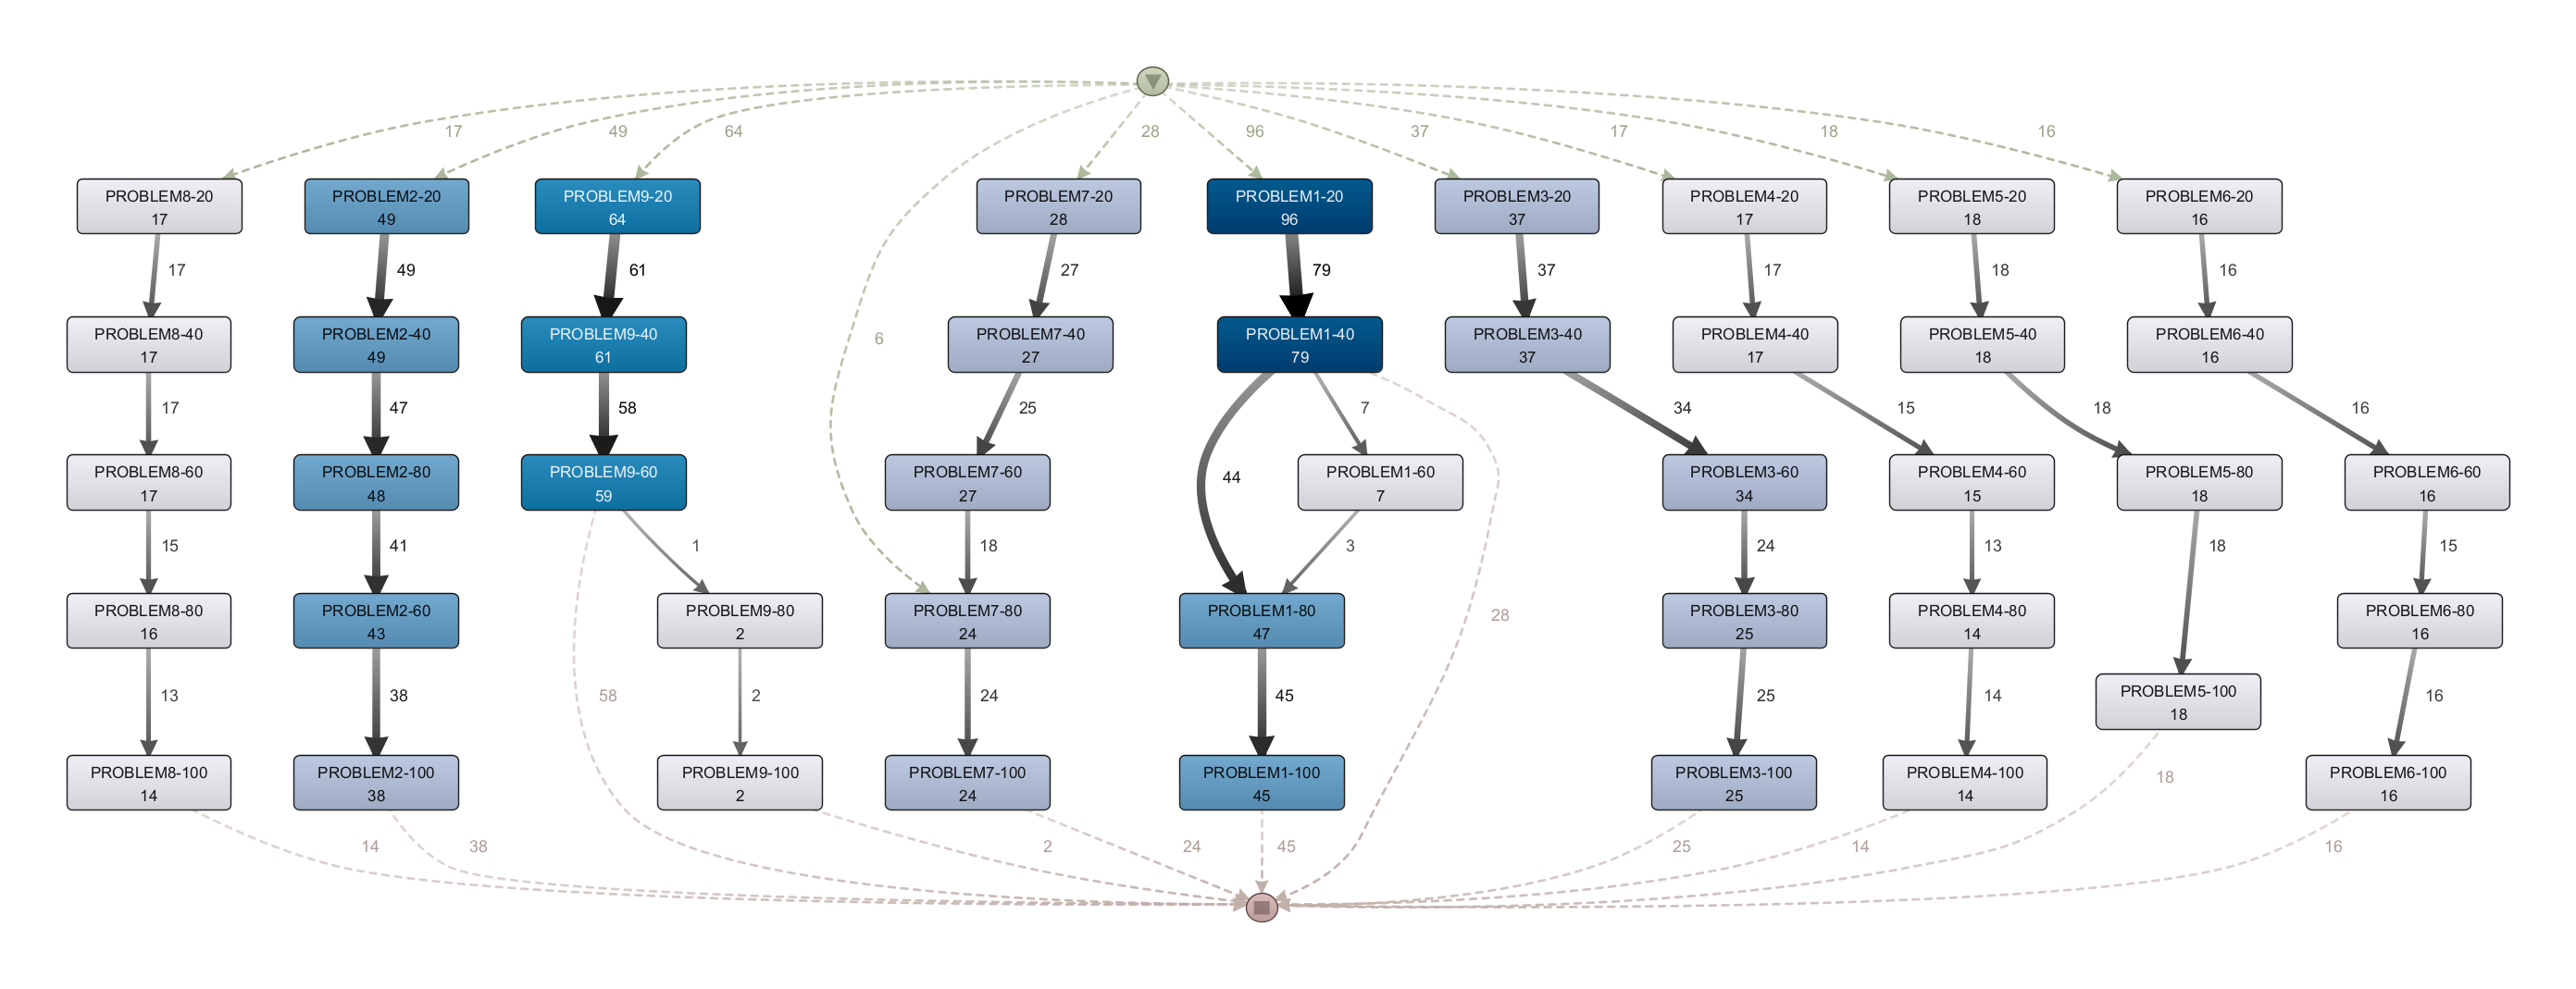 17 49 64 28 96 37 17 18 16
PROBLEM8-20
17
PROBLEM2-20
49
PROBLEM9-20
64
PROBLEM7-20
28
PROBLEM1-20
96
PROBLEM3-20
37
PROBLEM4-20
17
PROBLEM5-20
18
PROBLEM6-20
16
17 49 61 27 79 37 17 18 16
PROBLEM8-40
17
PROBLEM2-40
49
PROBLEM9-40
61
6
PROBLEM7-40
27
PROBLEM1-40
79
PROBLEM3-40
37
PROBLEM4-40
17
PROBLEM5-40
18
PROBLEM6-40
16
17 47 58 25 7 34 15 18 16
PROBLEM8-60
17
PROBLEM2-80
48
PROBLEM9-60
59
PROBLEM7-60
27
44
PROBLEM1-60
7
PROBLEM3-60
34
PROBLEM4-60
15
PROBLEM5-80
18
PROBLEM6-60
16
15 41 1 18 3 24 13 18 15
PROBLEM8-80
16
PROBLEM2-60
43
PROBLEM9-80
2
PROBLEM7-80
24
PROBLEM1-80
47
28
PROBLEM3-80
25
PROBLEM4-80
14
PROBLEM6-80
16
13 38 58 2 24 45 25 14 16
PROBLEM5-100
18
PROBLEM8-100
14
PROBLEM2-100
38
PROBLEM9-100
2
PROBLEM7-100
24
PROBLEM1-100
45
PROBLEM3-100
25
PROBLEM4-100
14
18
PROBLEM6-100
16
14 38 2 24 45 25 14 16